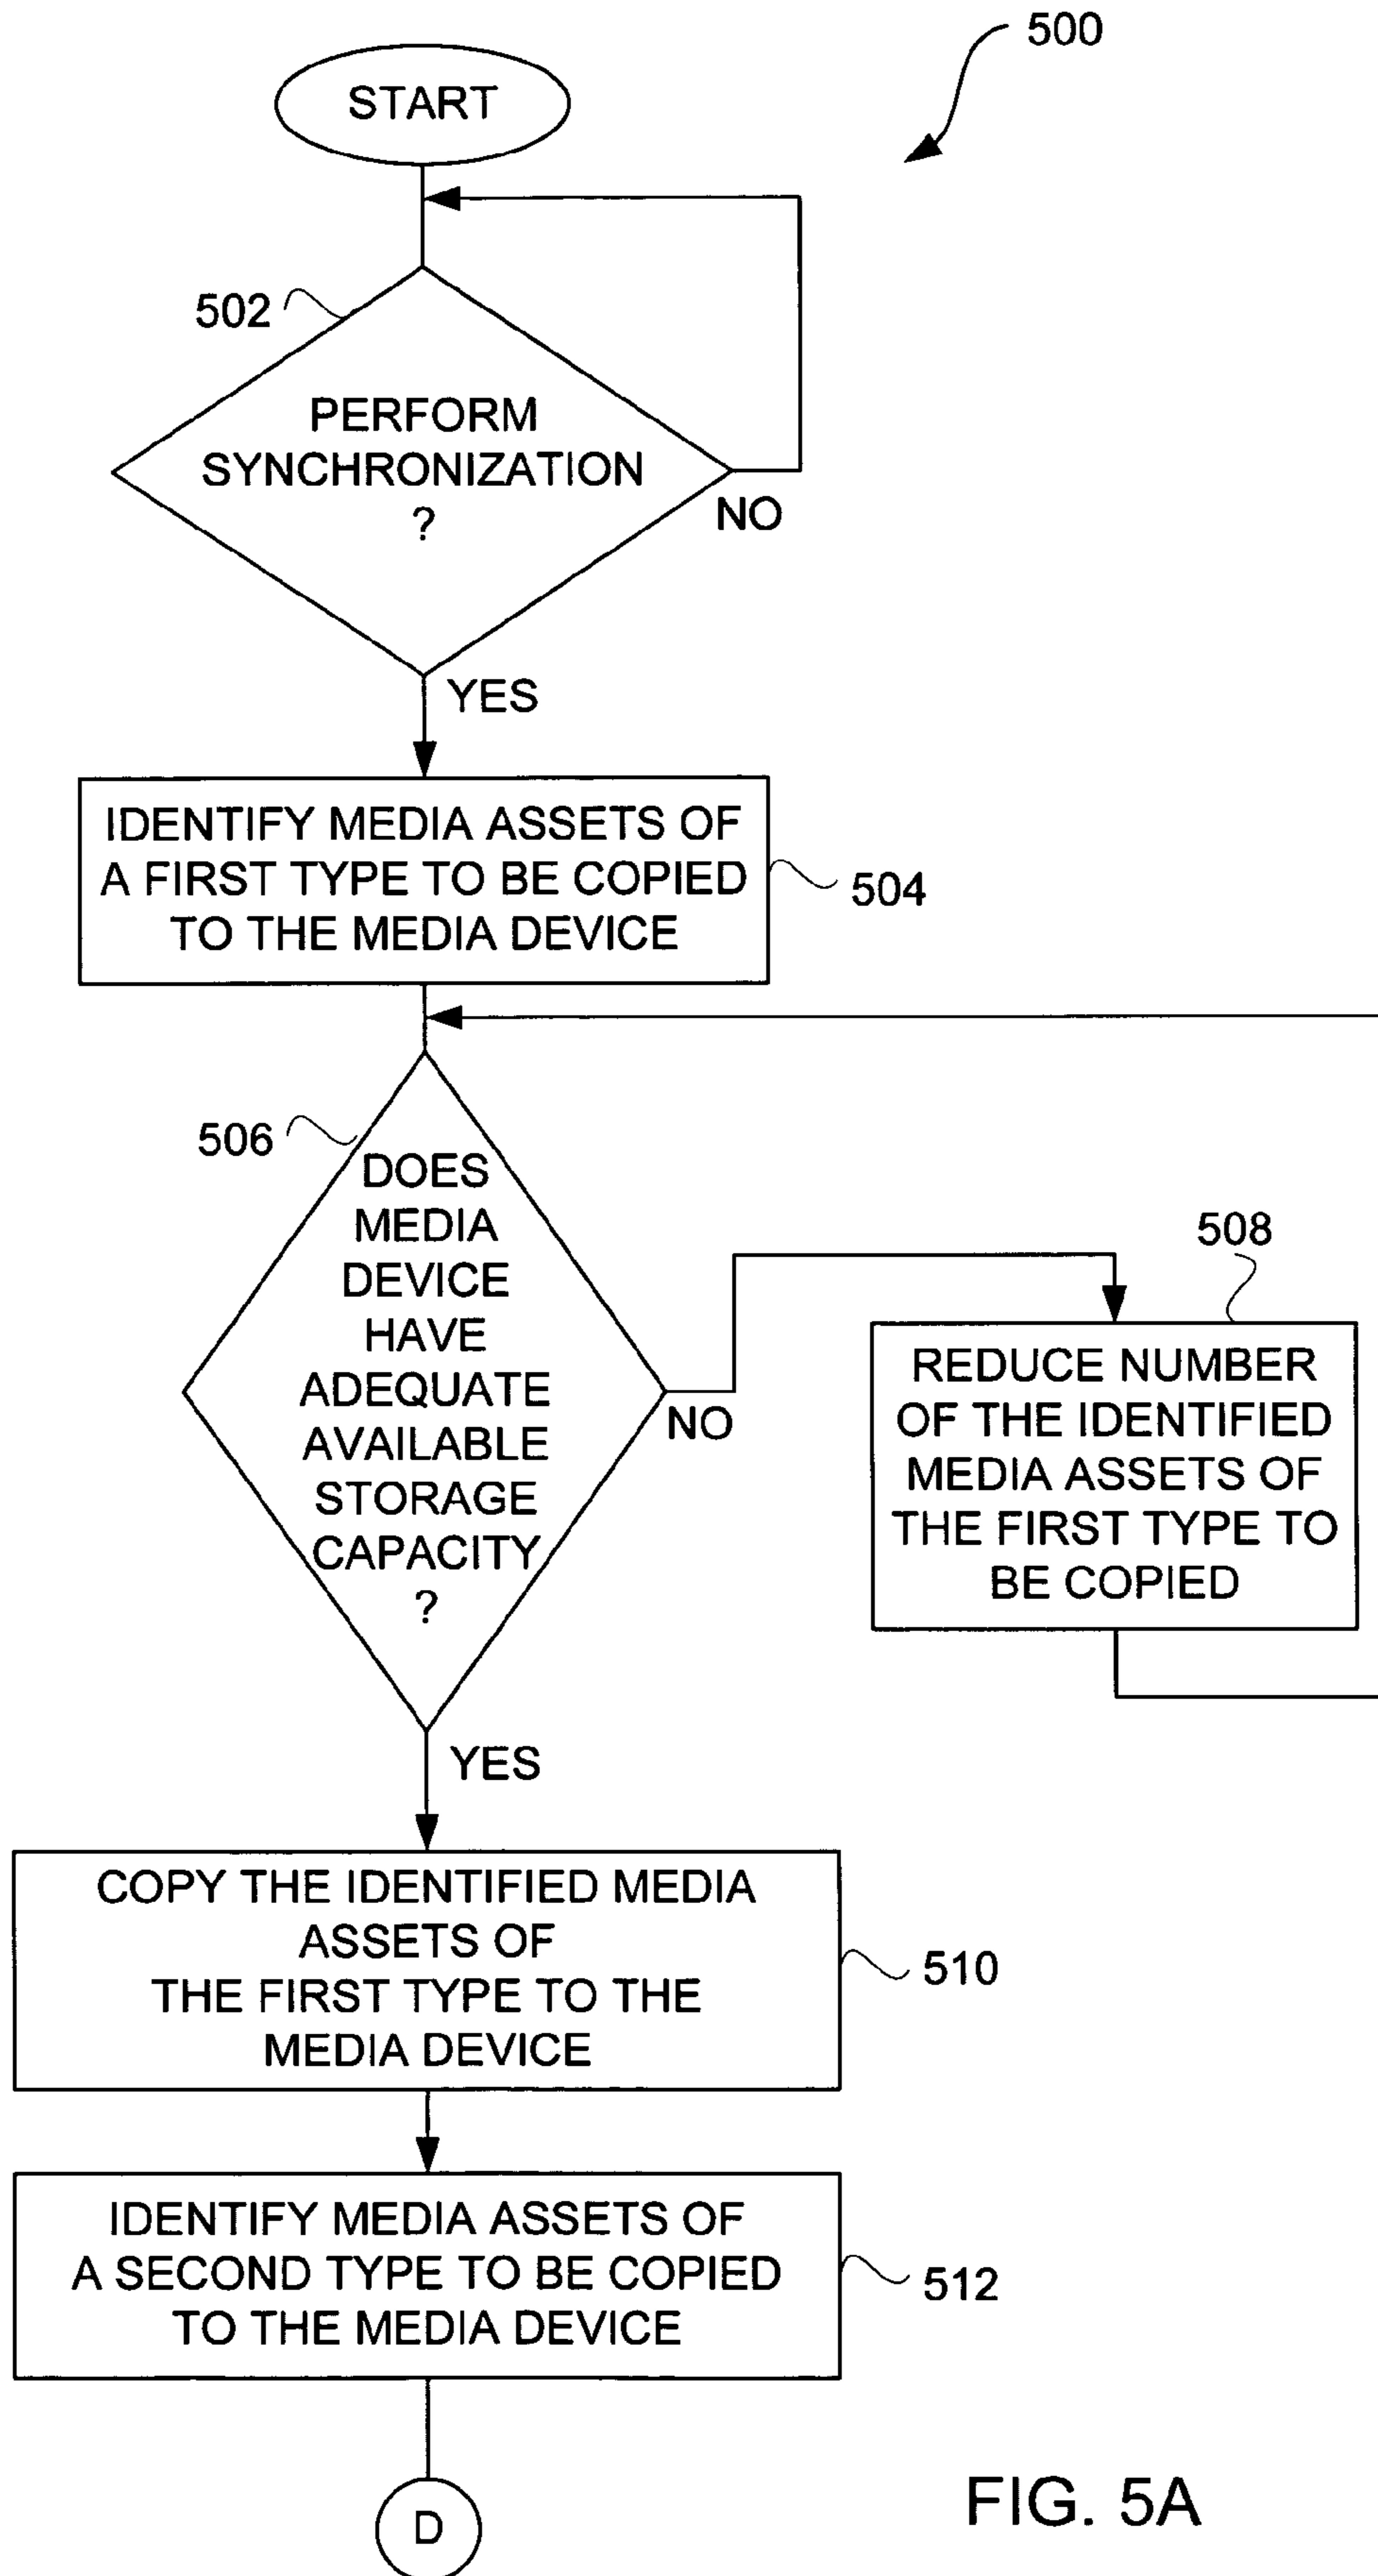 500
START
502
PERFORM
SYNCHRONIZATION
?
NO
YES
IDENTIFY MEDIA ASSETS OF
A FIRST TYPE TO BE COPIED
TO THE MEDIA DEVICE
504
506
DOES
MEDIA
DEVICE
HAVE
ADEQUATE
AVAILABLE
STORAGE
CAPACITY
?
NO
508
REDUCE NUMBER
OF THE IDENTIFIED
MEDIA ASSETS OF
THE FIRST TYPE TO
BE COPIED
YES
COPY THE IDENTIFIED MEDIA
ASSETS OF
THE FIRST TYPE TO THE
MEDIA DEVICE
510
IDENTIFY MEDIA ASSETS OF
A SECOND TYPE TO BE COPIED
TO THE MEDIA DEVICE
512
D
FIG. 5A